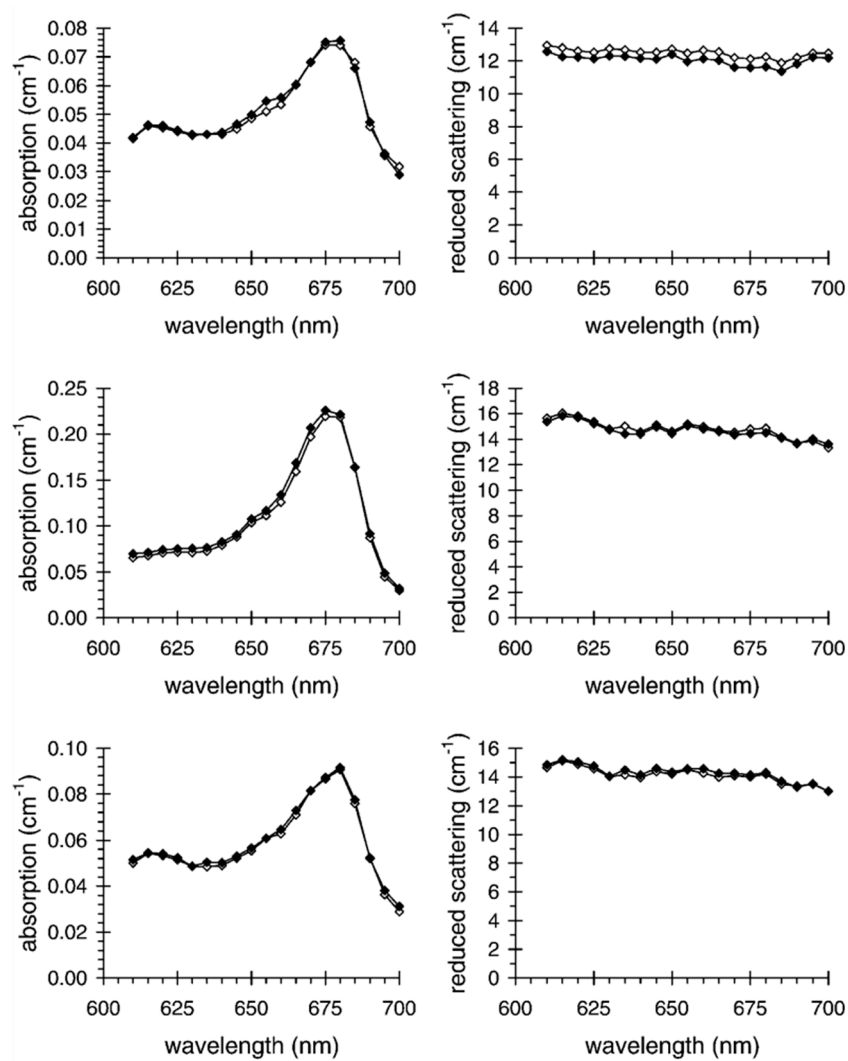 absorption (cm⁻¹)
0.08
0.07
0.06
0.05
0.04
0.03
0.02
0.01
0.00
600 625 650 675 700
wavelength (nm)
reduced scattering (cm⁻¹)
14
12
10
8
6
4
2
0
600 625 650 675 700
wavelength (nm)
absorption (cm⁻¹)
0.25
0.20
0.15
0.10
0.05
0.00
600 625 650 675 700
wavelength (nm)
reduced scattering (cm⁻¹)
18
16
14
12
10
8
6
4
2
0
600 625 650 675 700
wavelength (nm)
absorption (cm⁻¹)
0.10
0.08
0.06
0.04
0.02
0.00
600 625 650 675 700
wavelength (nm)
reduced scattering (cm⁻¹)
16
14
12
10
8
6
4
2
0
600 625 650 675 700
wavelength (nm)